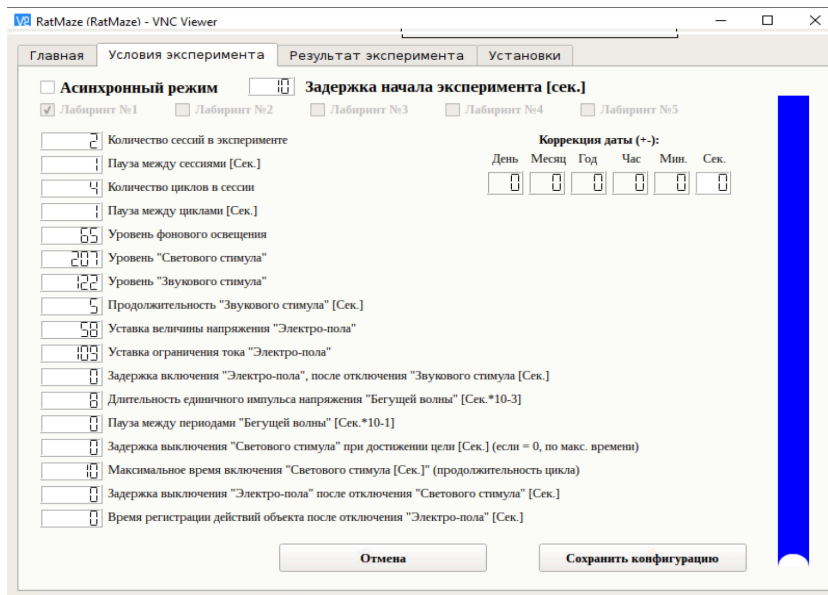 RatMaze (RatMaze) - VNC Viewer
Главная Условия эксперимента Результат эксперимента Установки
Асинхронный режим 10 Задержка начала эксперимента [сек.]
Лабиринт №1 Лабиринт №2 Лабиринт №3 Лабиринт №4 Лабиринт №5
2 Количество сессий в эксперименте
Коррекция даты (+-):
1 Пауза между сессиями [Сек.]
День Месяц Год Час Мин. Сек.
4 Количество циклов в сессии
0 0 0 0 0 0
1 Пауза между циклами [Сек.]
65 Уровень фонового освещения
207 Уровень "Светового стимула"
122 Уровень "Звукового стимула"
5 Продолжительность "Звукового стимула" [Сек.]
58 Уставка величины напряжения "Электро-пола"
109 Уставка ограничения тока "Электро-пола"
0 Задержка включения "Электро-пола", после отключения "Звукового стимула [Сек.]
8 Длительность единичного импульса напряжения "Бегущей волны" [Сек.*10-3]
0 Пауза между периодами "Бегущей волны" [Сек.*10-1]
0 Задержка выключения "Светового стимула" при достижении цели [Сек.] (если = 0, по макс. времени)
10 Максимальное время включения "Светового стимула [Сек.]" (продолжительность цикла)
0 Задержка выключения "Электро-пола" после отключения "Светового стимула" [Сек.]
0 Время регистрации действий объекта после отключения "Электро-пола" [Сек.]
Отмена Сохранить конфигурацию